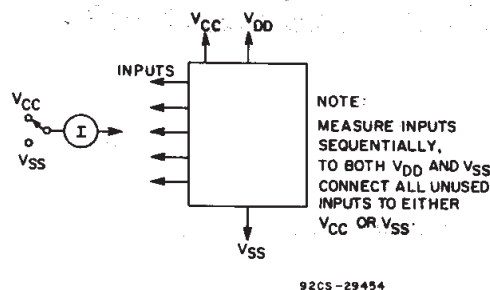 VCC VDD
INPUTS
VCC
I
VSS
NOTE:
MEASURE INPUTS
SEQUENTIALLY,
TO BOTH VDD AND VSS
CONNECT ALL UNUSED
INPUTS TO EITHER
VCC OR VSS.
VSS
92CS-29454